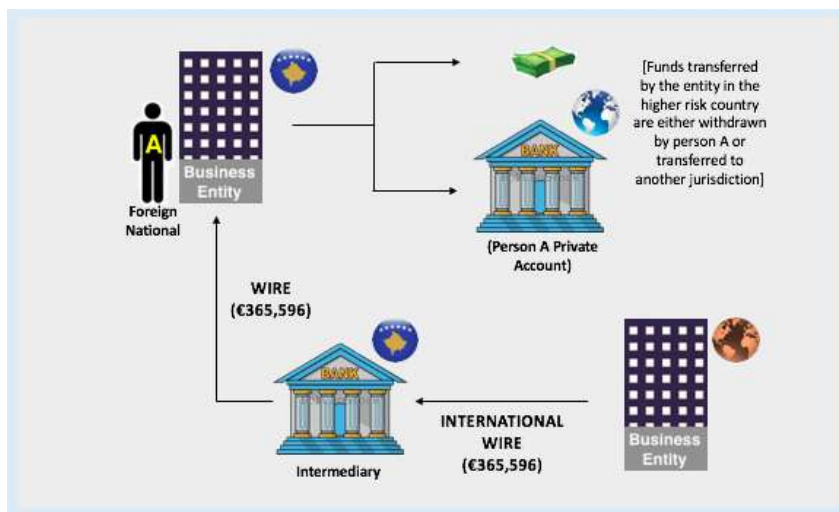 A
Business
Entity
Foreign
National
BANK
(Person A Private
Account)
[Funds transferred
by the entity in the
higher risk country
are either withdrawn
by person A or
transferred to
another jurisdiction]
WIRE
(€365,596)
BANK
Intermediary
INTERNATIONAL
WIRE
(€365,596)
Business
Entity